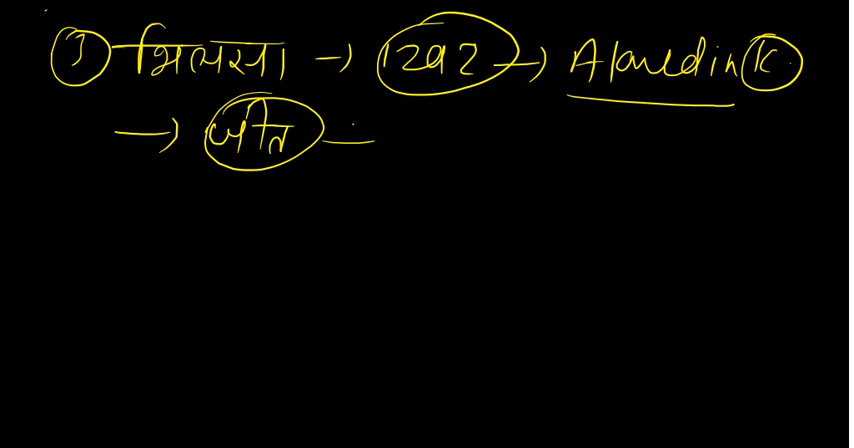 ① भिलसा → 1292 → Alauddin K.
→ जीत —